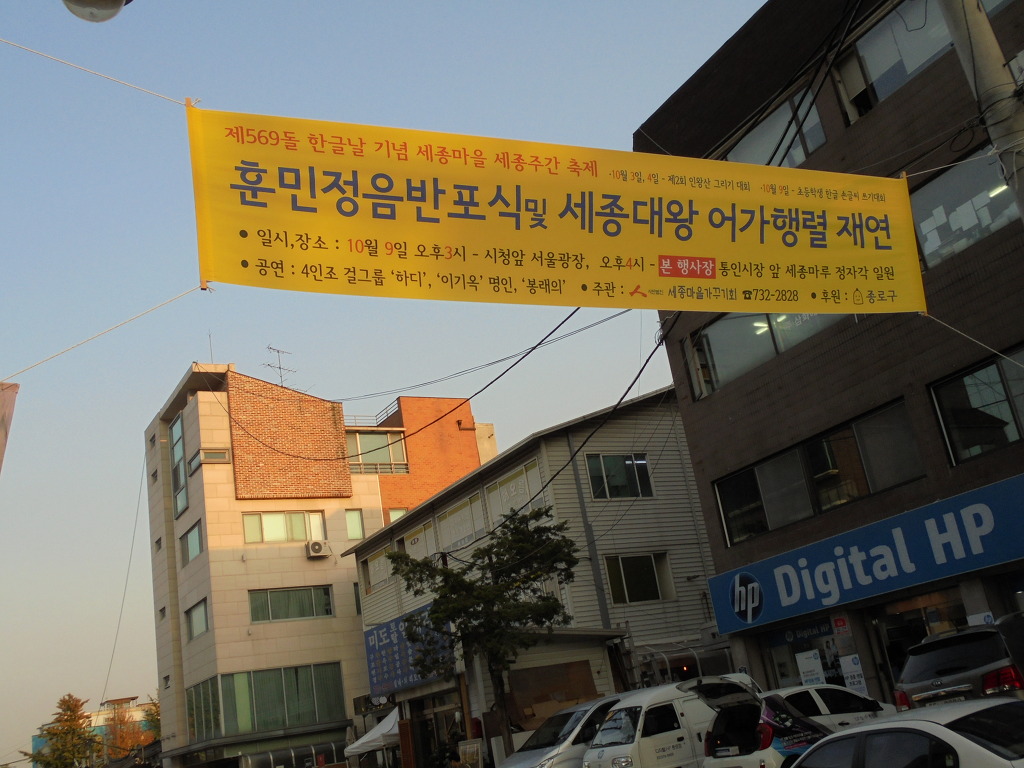 제569돌 한글날 기념 세종마을 세종주간 축제 ·10월 3일, 4일 - 제2회 인왕산 그리기 대회 ·10월 9일 - 초등학생 한글 손글씨 쓰기대회
훈민정음반포식 및 세종대왕 어가행렬 재연
● 일시,장소 : 10월 9일 오후3시 - 시청앞 서울광장, 오후4시 - 본 행사장 통인시장 앞 세종마루 정자각 일원
● 공연 : 4인조 걸그룹 '하디', '이기옥' 명인, '봉래의' ● 주관 : 사단법인 세종마을가꾸기회 ☎732-2828 ● 후원 : 종로구
hp Digital HP
Digital HP
미도